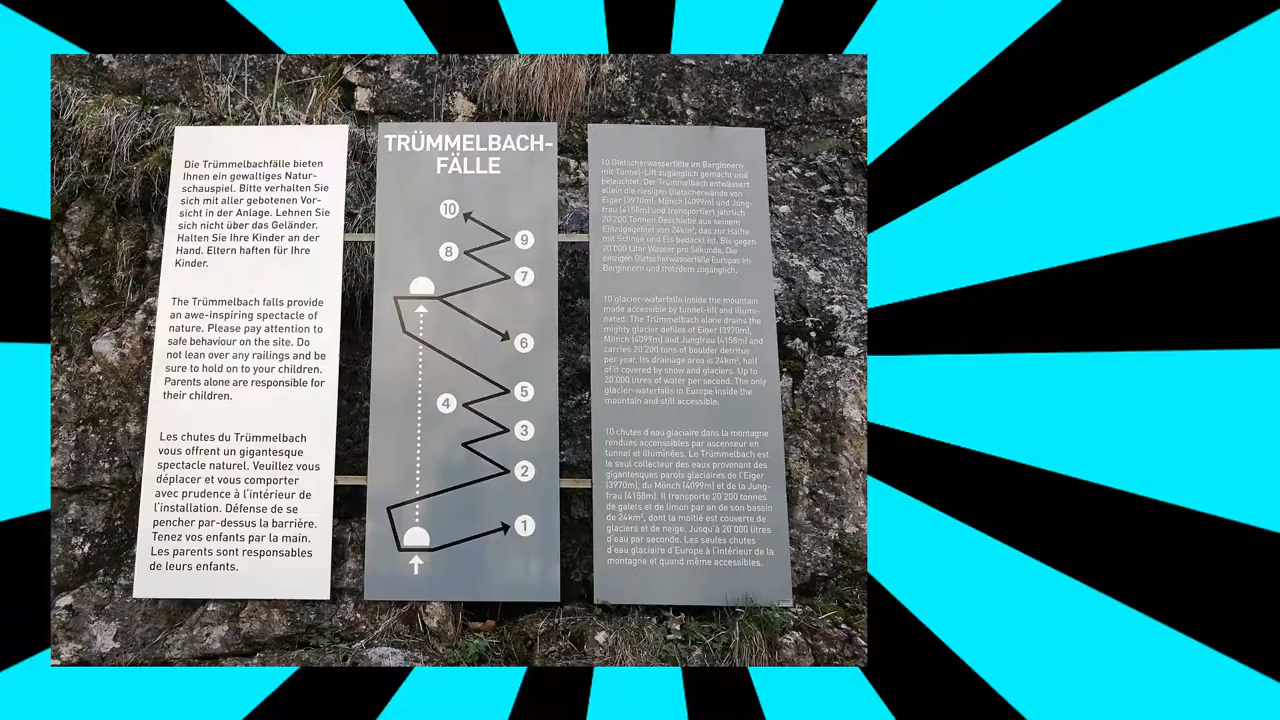 Die Trümmelbachfälle bieten
Ihnen ein gewaltiges Natur-
schauspiel. Bitte verhalten Sie
sich mit aller gebotenen Vor-
sicht in der Anlage. Lehnen Sie
sich nicht über das Geländer.
Halten Sie Ihre Kinder an der
Hand. Eltern haften für Ihre
Kinder.
The Trümmelbach falls provide
an awe-inspiring spectacle of
nature. Please pay attention to
safe behaviour on the site. Do
not lean over any railings and be
sure to hold on to your children.
Parents alone are responsible for
their children.
Les chutes du Trümmelbach
vous offrent un gigantesque
spectacle naturel. Veuillez vous
déplacer et vous comporter
avec prudence à l'intérieur de
l'installation. Défense de se
pencher par-dessus la barrière.
Tenez vos enfants par la main.
Les parents sont responsables
de leurs enfants.
TRÜMMELBACH-
FÄLLE
10
9
8
7
6
5
4
3
2
1
10 Gletscherwasserfälle im Berginnern
mit Tunnel-Lift zugänglich gemacht und
beleuchtet. Der Trümmelbach entwässert
allein die riesigen Gletscherwände von
Eiger (3970m), Mönch (4099m) und Jung-
frau (4158m) und transportiert jährlich
20'200 Tonnen Geschiebe aus seinem
Einzugsgebiet von 24km², das zur Hälfte
mit Schnee und Eis bedeckt ist. Bis gegen
20'000 Liter Wasser pro Sekunde. Die
einzigen Gletscherwasserfälle Europas im
Berginnern und trotzdem zugänglich.
10 glacier-waterfalls inside the mountain
made accessible by tunnel-lift and illumi-
nated. The Trümmelbach alone drains the
mighty glacier defiles of Eiger (3970m),
Mönch (4099m) and Jungfrau (4158m) and
carries 20'200 tons of boulder detritus
per year. Its drainage area is 24km², half
of it covered by snow and glaciers. Up to
20'000 litres of water per second. The only
glacier-waterfalls in Europe inside the
mountain and still accessible.
10 chutes d'eau glaciaire dans la montagne
rendues accenssibles par ascenseur en
tunnel et illuminées. Le Trümmelbach est
le seul collecteur des eaux provenant des
gigantesques parois glaciaires de l'Eiger
(3970m), du Mönch (4099m) et de la Jung-
frau (4158m). Il transporte 20'200 tonnes
de galets et de limon par an de son bassin
de 24km², dont la moitié est couverte de
glaciers et de neige. Jusqu'à 20'000 litres
d'eau par seconde. Les seules chutes
d'eau glaciaire d'Europe à l'intérieur de la
montagne et quand même accessibles.